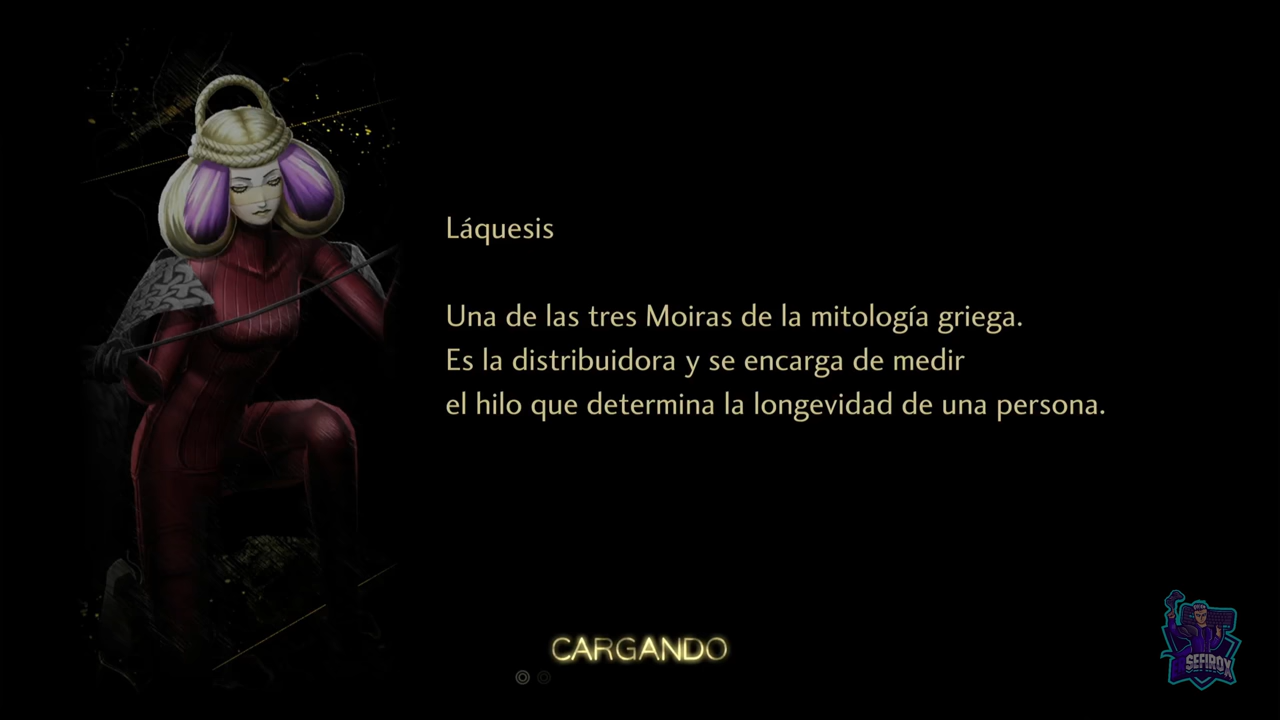 Láquesis
Una de las tres Moiras de la mitología griega.
Es la distribuidora y se encarga de medir
el hilo que determina la longevidad de una persona.
CARGANDO
SEFIROX